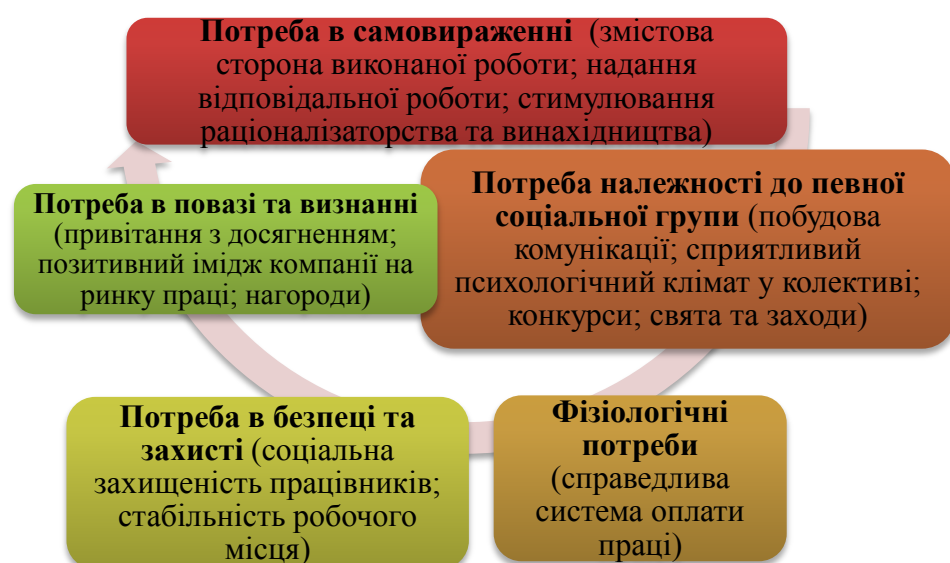 Потреба в самовираженні (змістова
сторона виконаної роботи; надання
відповідальної роботи; стимулювання
раціоналізаторства та винахідництва)
Потреба належності до певної
соціальної групи (побудова
комунікації; сприятливий
психологічний клімат у колективі;
конкурси; свята та заходи)
Фізіологічні
потреби
(справедлива
система оплати
праці)
Потреба в безпеці та
захисті (соціальна
захищеність працівників;
стабільність робочого
місця)
Потреба в повазі та визнанні
(привітання з досягненням;
позитивний імідж компанії на
ринку праці; нагороди)